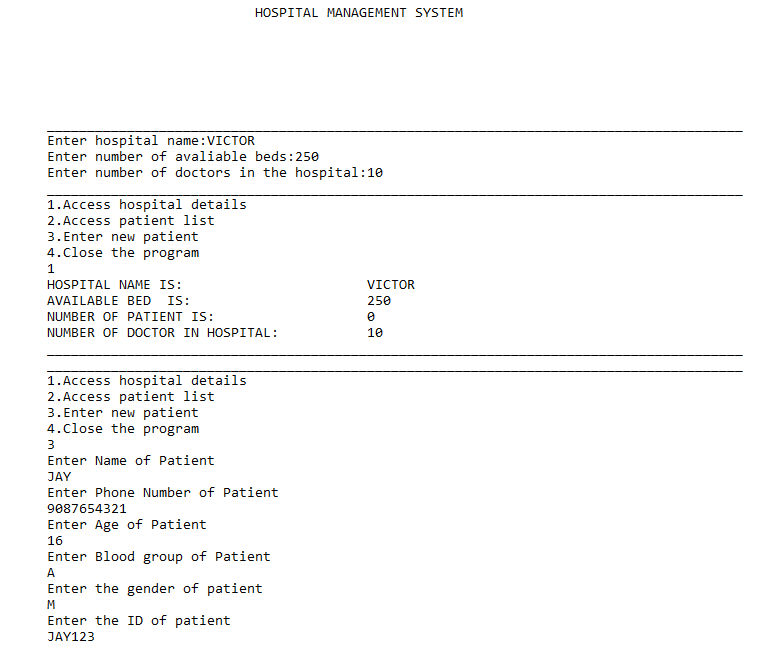 HOSPITAL MANAGEMENT SYSTEM
Enter hospital name:VICTOR
Enter number of avaliable beds:250
Enter number of doctors in the hospital:10
1.Access hospital details
2.Access patient list
3.Enter new patient
4.Close the program
1
HOSPITAL NAME IS: VICTOR
AVAILABLE BED  IS: 250
NUMBER OF PATIENT IS: 0
NUMBER OF DOCTOR IN HOSPITAL: 10
1.Access hospital details
2.Access patient list
3.Enter new patient
4.Close the program
3
Enter Name of Patient
JAY
Enter Phone Number of Patient
9087654321
Enter Age of Patient
16
Enter Blood group of Patient
A
Enter the gender of patient
M
Enter the ID of patient
JAY123